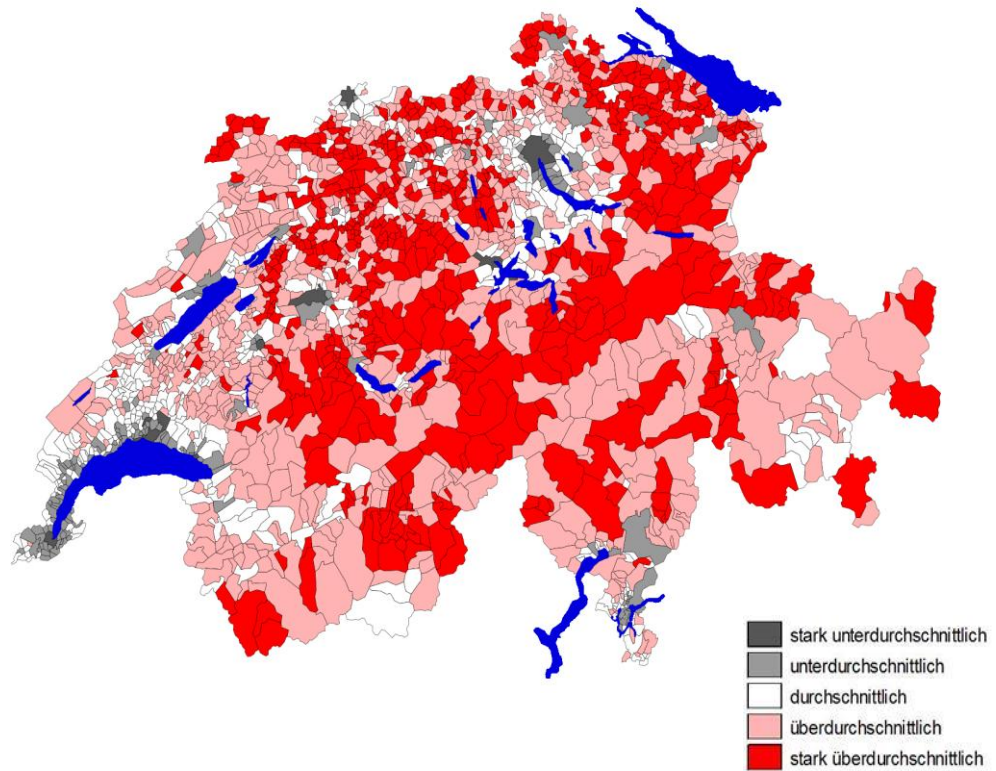 stark unterdurchschnittlich
unterdurchschnittlich
durchschnittlich
überdurchschnittlich
stark überdurchschnittlich